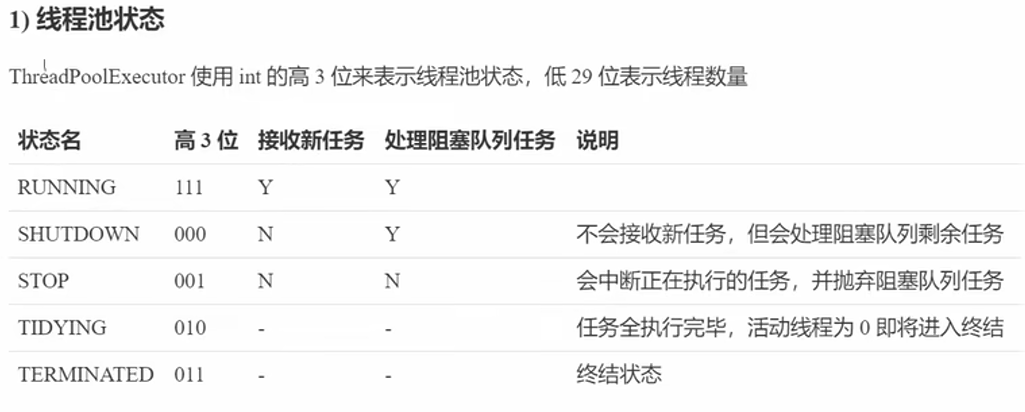 1) 线程池状态
ThreadPoolExecutor 使用 int 的高 3 位来表示线程池状态，低 29 位表示线程数量
状态名 高 3 位 接收新任务 处理阻塞队列任务 说明
RUNNING 111 Y Y
SHUTDOWN 000 N Y 不会接收新任务，但会处理阻塞队列剩余任务
STOP 001 N N 会中断正在执行的任务，并抛弃阻塞队列任务
TIDYING 010 - - 任务全执行完毕，活动线程为 0 即将进入终结
TERMINATED 011 - - 终结状态